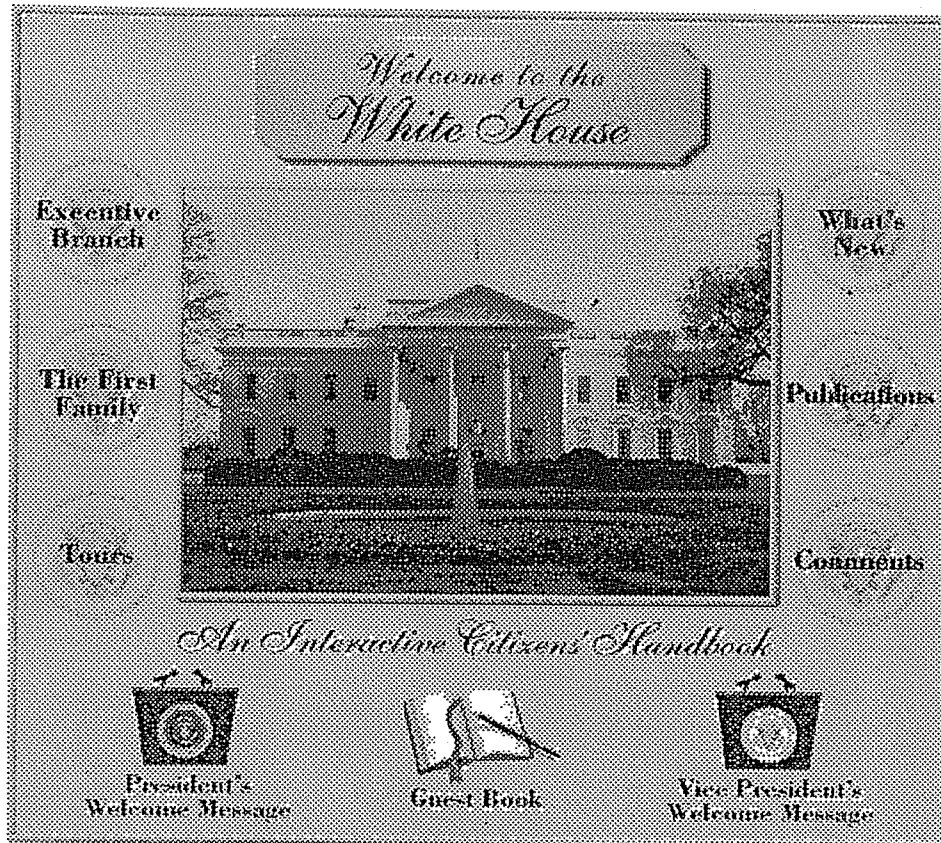 Welcome to the
White House
Executive
Branch
What's
New
The First
Family
Publications
Tours
Comments
An Interactive Citizens' Handbook
President's
Welcome Message
Guest Book
Vice President's
Welcome Message